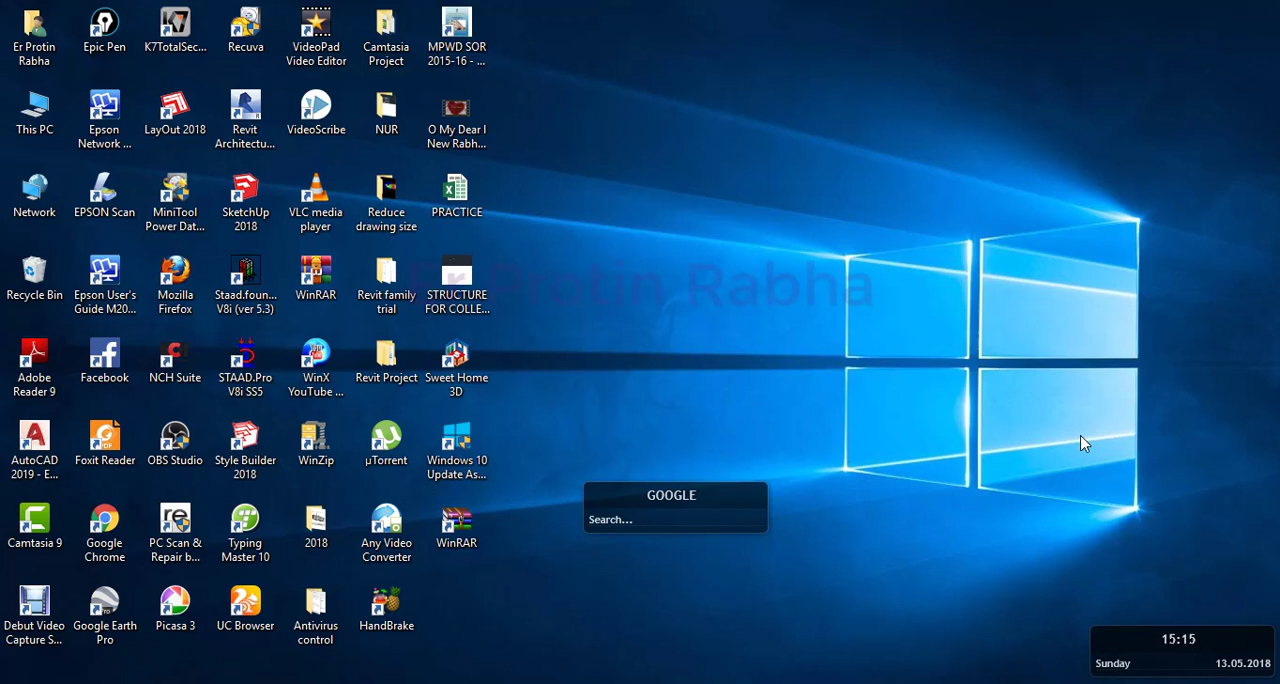 Er Protin
Rabha
Epic Pen
K7TotalSec...
Recuva
VideoPad
Video Editor
Camtasia
Project
MPWD SOR
2015-16 - ...
This PC
Epson
Network ...
LayOut 2018
Revit
Architectu...
VideoScribe
NUR
O My Dear I
New Rabh...
Network
EPSON Scan
MiniTool
Power Dat...
SketchUp
2018
VLC media
player
Reduce
drawing size
PRACTICE
Recycle Bin
Epson User's
Guide M20...
Mozilla
Firefox
Staad.foun...
V8i (ver 5.3)
WinRAR
Revit family
trial
STRUCTURE
FOR COLLE...
Er Protin Rabha
Adobe
Reader 9
Facebook
NCH Suite
STAAD.Pro
V8i SS5
WinX
YouTube ...
Revit Project
Sweet Home
3D
AutoCAD
2019 - E...
Foxit Reader
OBS Studio
Style Builder
2018
WinZip
µTorrent
Windows 10
Update As...
Camtasia 9
Google
Chrome
PC Scan &
Repair b...
Typing
Master 10
2018
Any Video
Converter
WinRAR
GOOGLE
Search...
Debut Video
Capture S...
Google Earth
Pro
Picasa 3
UC Browser
Antivirus
control
HandBrake
15:15
Sunday 13.05.2018